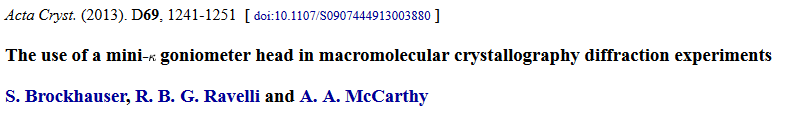 Acta Cryst. (2013). D69, 1241-1251 [ doi:10.1107/S0907444913003880 ]
The use of a mini-κ goniometer head in macromolecular crystallography diffraction experiments
S. Brockhauser, R. B. G. Ravelli and A. A. McCarthy